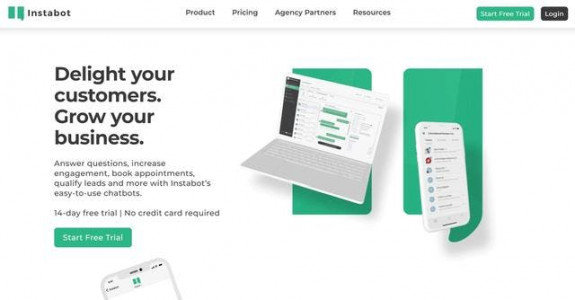 Instabot
Product
Pricing
Agency Partners
Resources
Start Free Trial
Login
Delight your
customers.
Grow your
business.
Answer questions, increase
engagement, book appointments,
qualify leads and more with Instabot's
easy-to-use chatbots.
14-day free trial | No credit card required
Start Free Trial